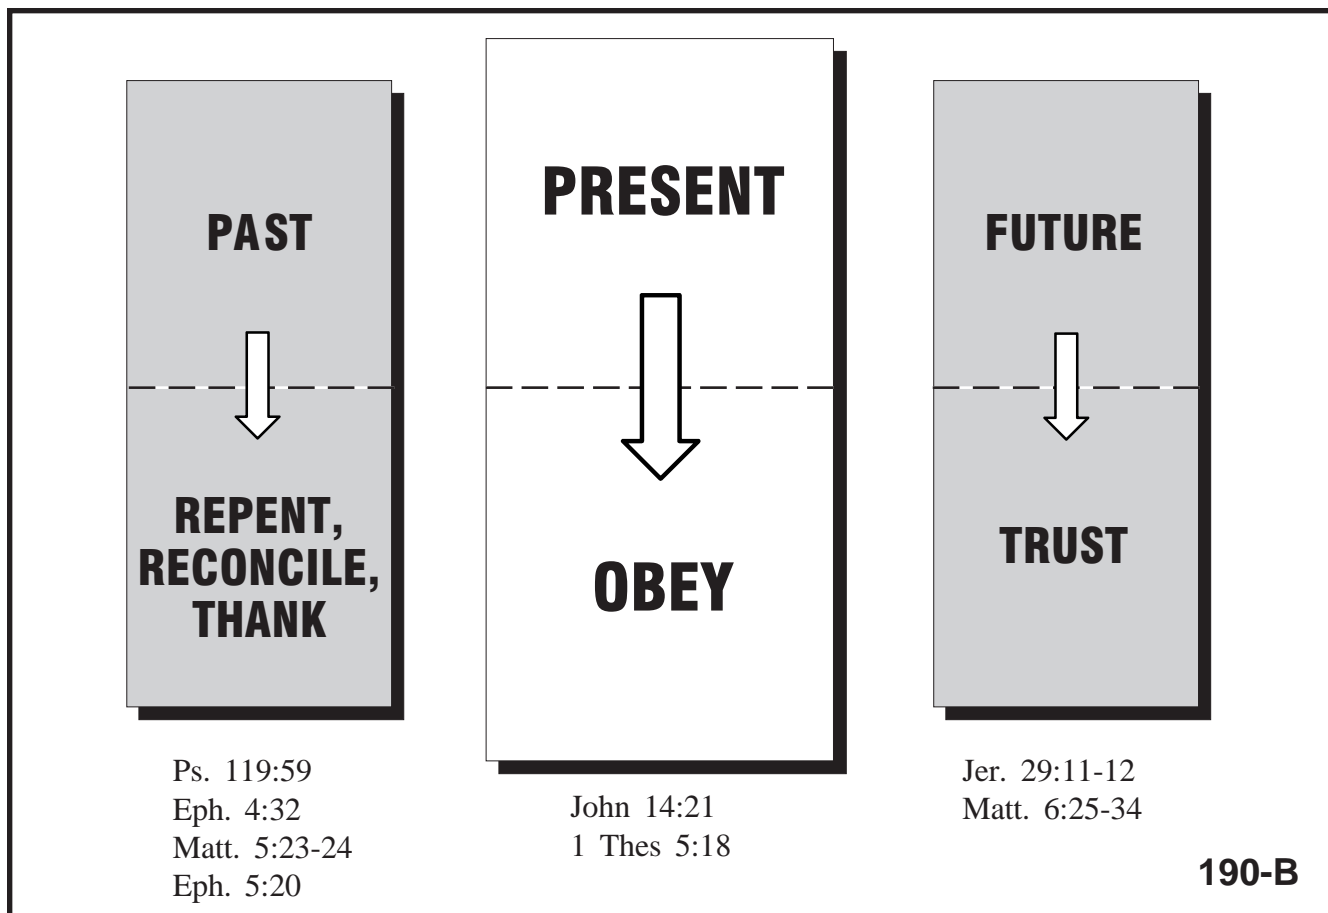 PAST
REPENT,
RECONCILE,
THANK
Ps. 119:59
Eph. 4:32
Matt. 5:23-24
Eph. 5:20
PRESENT
OBEY
John 14:21
1 Thes 5:18
FUTURE
TRUST
Jer. 29:11-12
Matt. 6:25-34
190-B